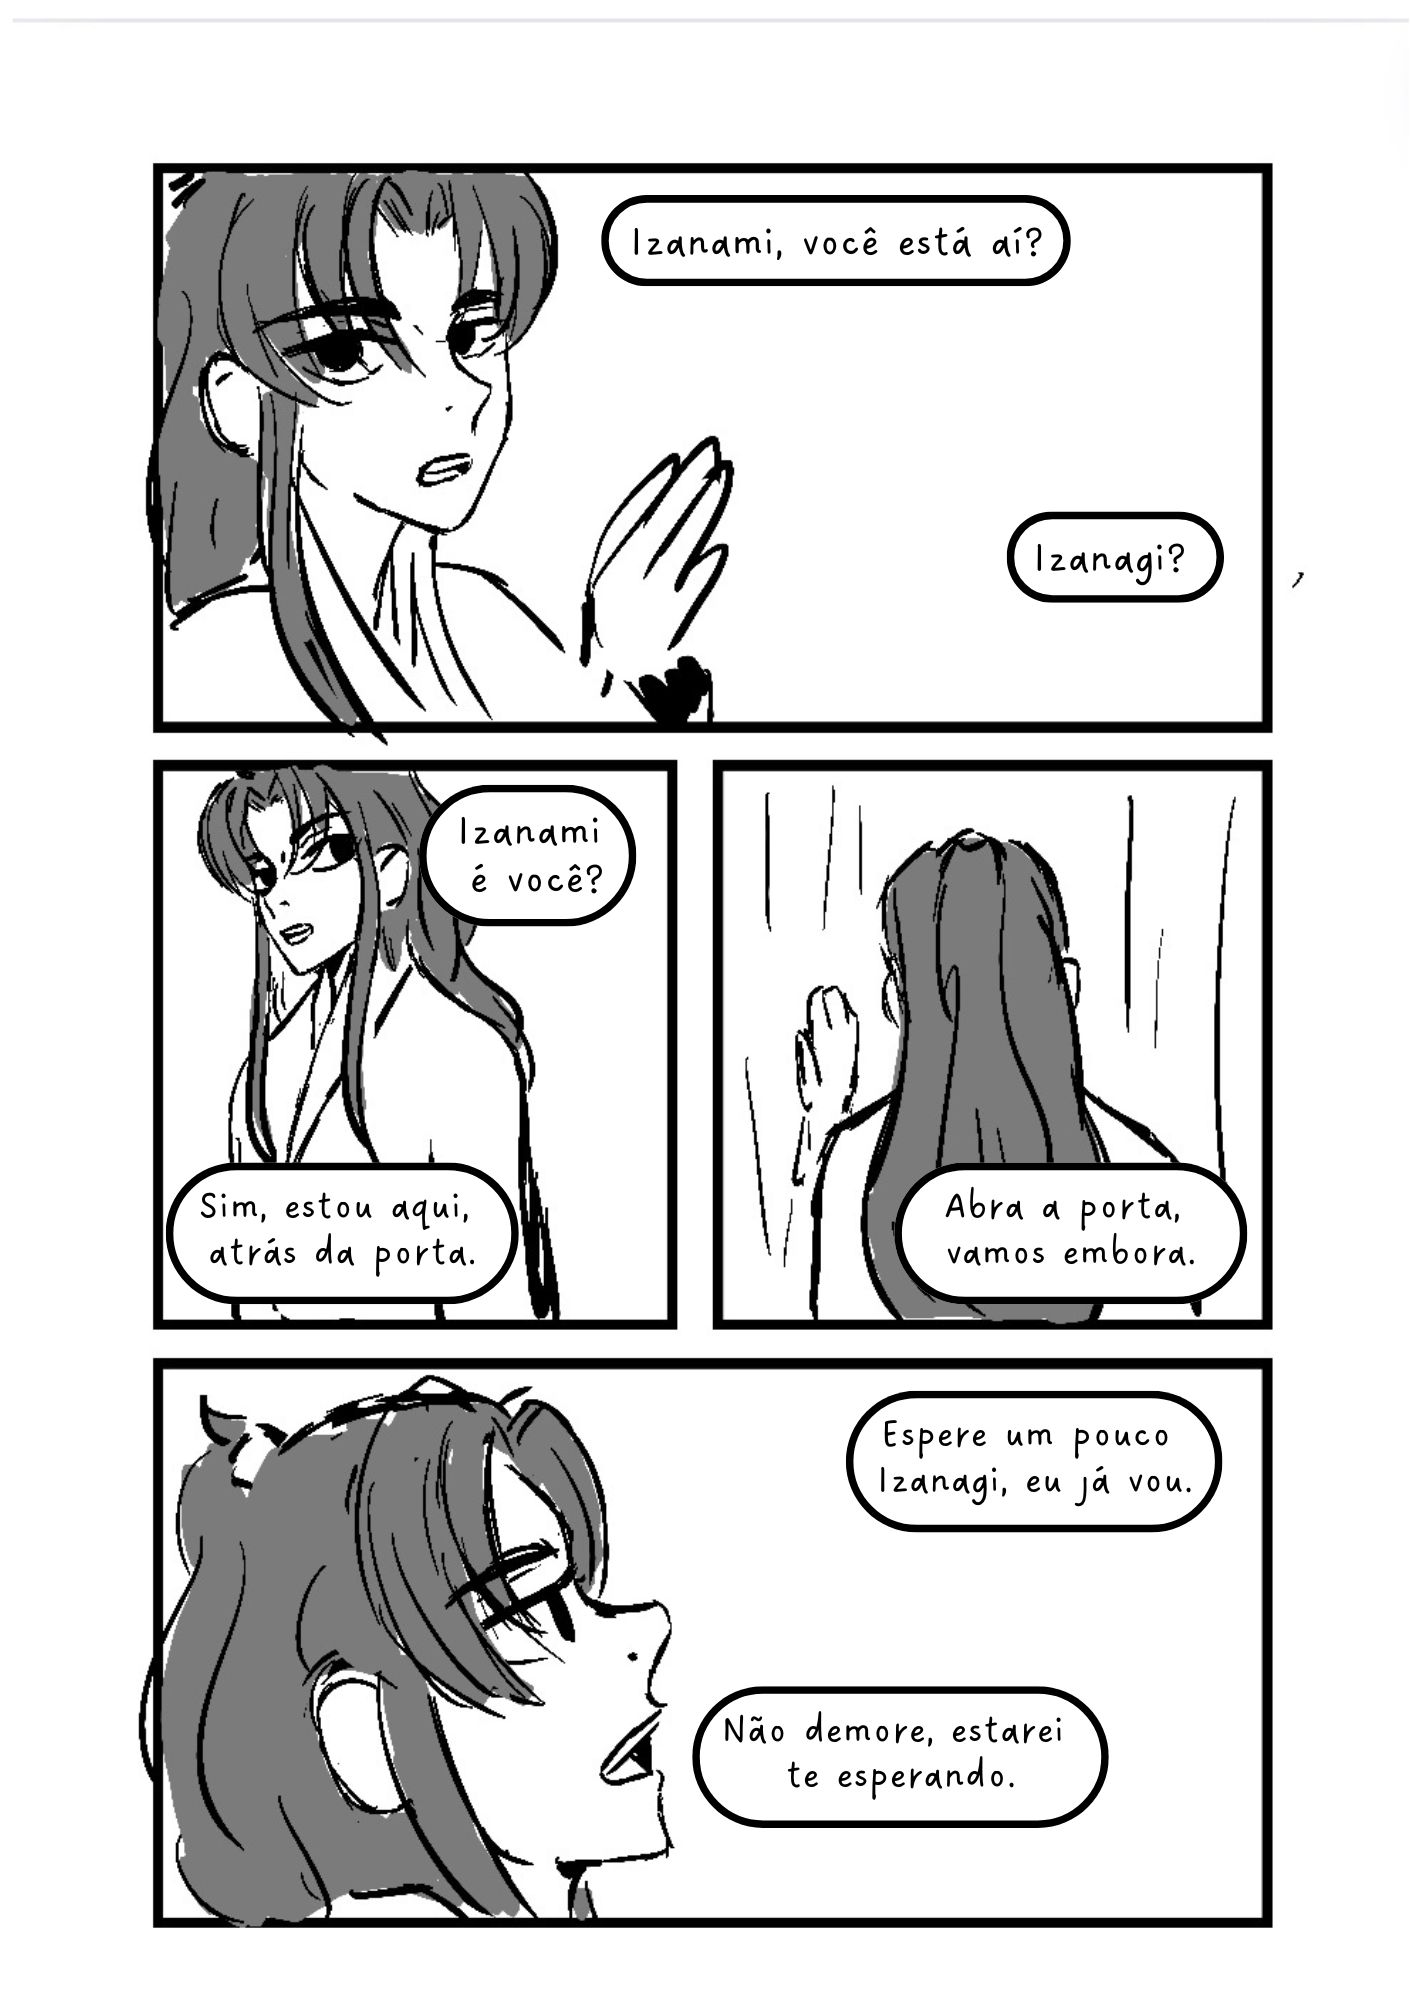 Izanami, você está aí?
Izanagi?
Izanami
é você?
Sim, estou aqui,
atrás da porta.
Abra a porta,
vamos embora.
Espere um pouco
Izanagi, eu já vou.
Não demore, estarei
te esperando.